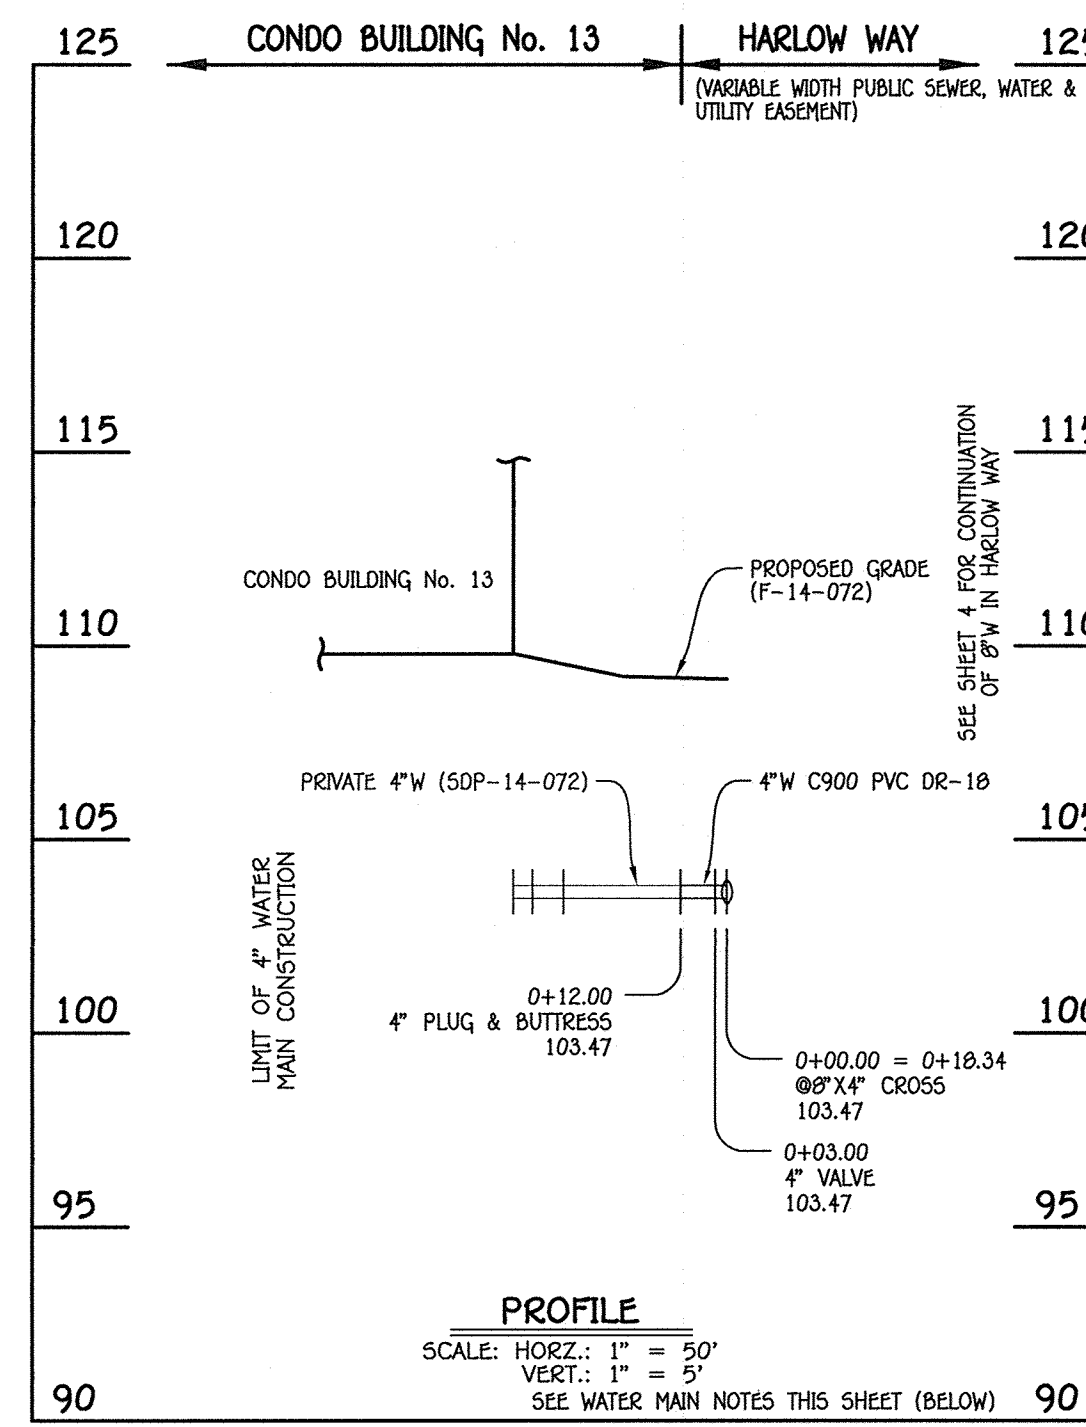 CONDO BUILDING No. 13
HARLOW WAY
(VARIABLE WIDTH PUBLIC SEWER, WATER &
UTILITY EASEMENT)
125
120
120
115
115
110
110
105
105
100
100
95
95
90
90
SEE SHEET 4 FOR CONTINUATION
OF 8"W IN HARLOW WAY
CONDO BUILDING No. 13
PROPOSED GRADE
(F-14-072)
PRIVATE 4"W (SDP-14-072)
4"W C900 PVC DR-18
LIMIT OF 4" WATER
MAIN CONSTRUCTION
0+12.00
4" PLUG & BUTTRESS
103.47
0+00.00 = 0+18.34
@8"X4" CROSS
103.47
0+03.00
4" VALVE
103.47
PROFILE
SCALE: HORZ.: 1" = 50'
VERT.: 1" = 5'
SEE WATER MAIN NOTES THIS SHEET (BELOW)